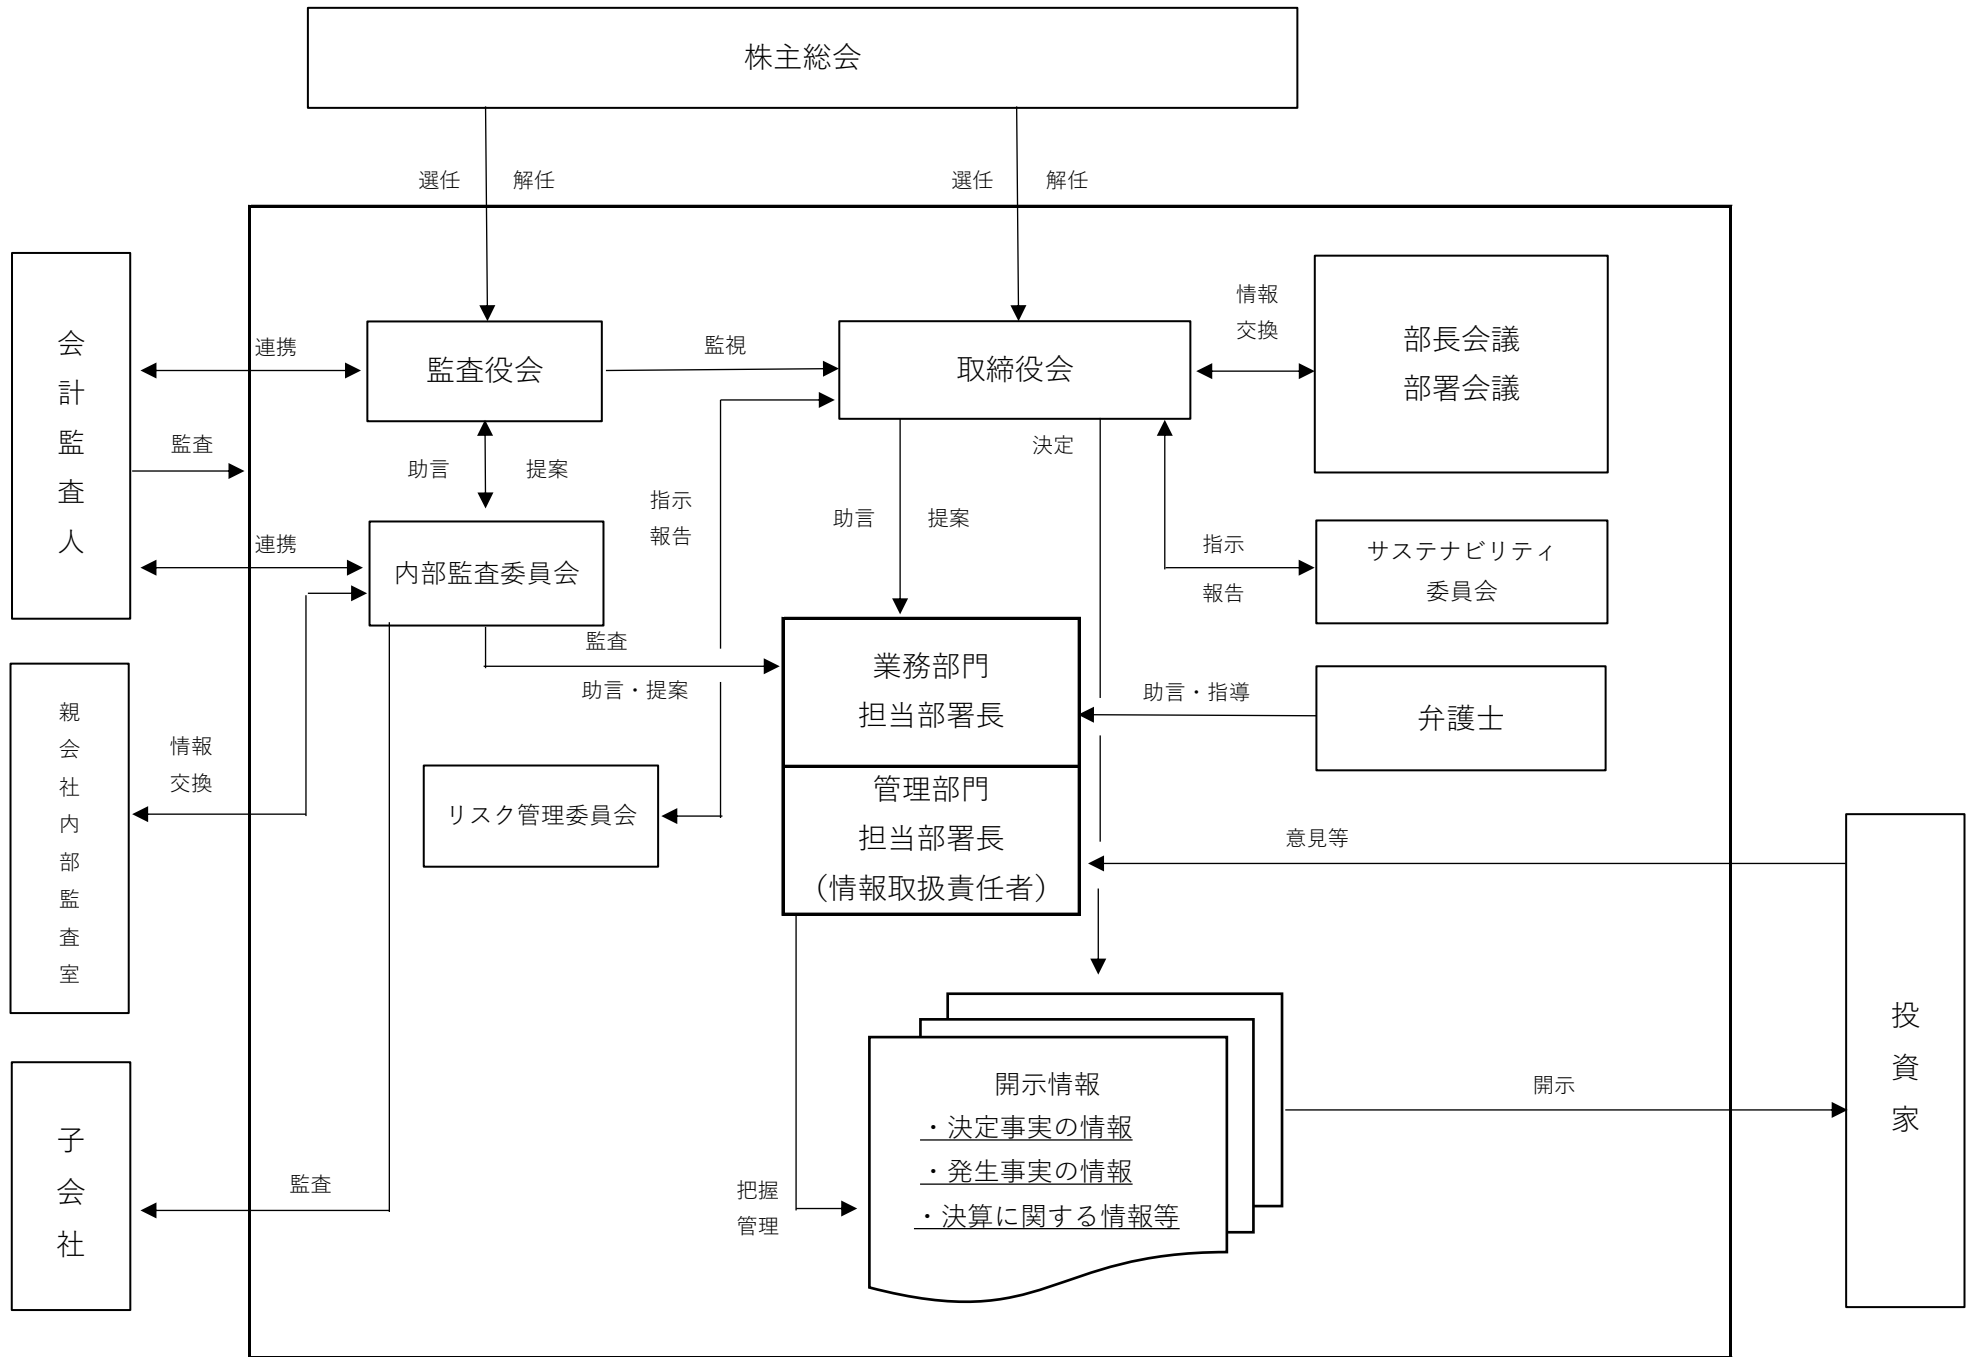 株主総会
選任
解任
選任
解任
会計監査人
連携
監査役会
監視
取締役会
情報
交換
部長会議
部署会議
監査
助言
提案
決定
指示
報告
助言
提案
連携
内部監査委員会
指示
報告
サステナビリティ
委員会
監査
助言・提案
業務部門
担当部署長
助言・指導
弁護士
親会社内部監査室
情報
交換
リスク管理委員会
管理部門
担当部署長
（情報取扱責任者）
意見等
投資家
開示情報
・決定事実の情報
・発生事実の情報
・決算に関する情報等
開示
子会社
監査
把握
管理